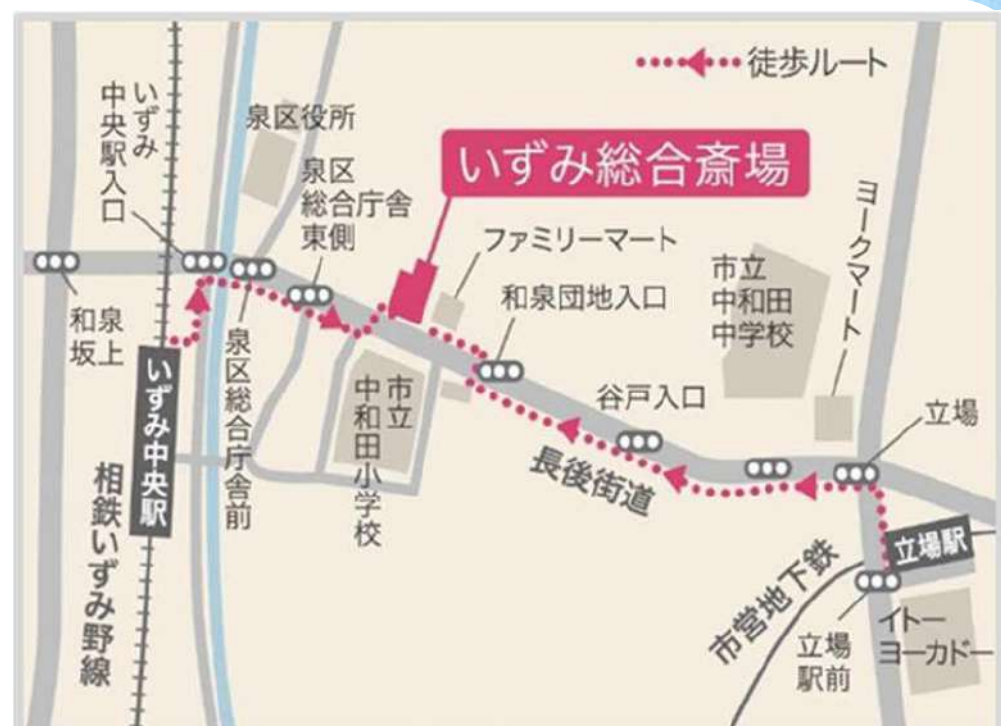 徒歩ルート
いずみ
中央駅入口
泉区役所
泉区
総合庁舎
東側
いずみ総合斎場
ファミリーマート
ヨークマート
和泉団地入口
市立
中和田
中学校
和泉
坂上
いずみ中央駅
相鉄いずみ野線
泉区総合庁舎前
市立
中和田小学校
谷戸入口
長後街道
立場
立場駅
市営地下鉄
立場
駅前
イトー
ヨーカドー